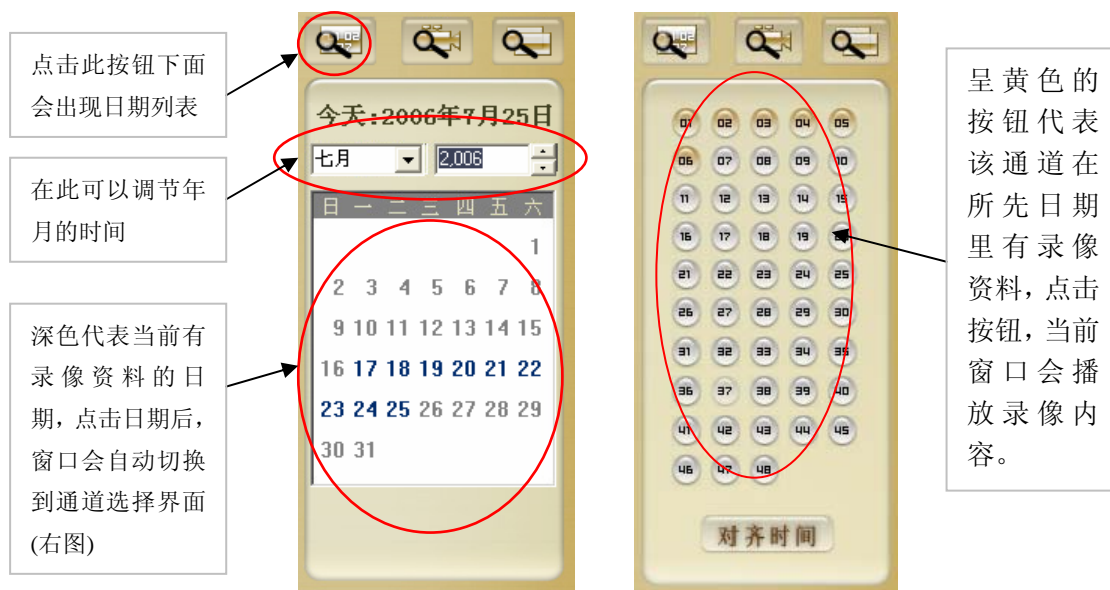 点击此按钮下面
会出现日期列表
在此可以调节年
月的时间
深色代表当前有
录像资料的日
期，点击日期后，
窗口会自动切换
到通道选择界面
(右图)
今天:2006年7月25日
七月 2,006
日 一 二 三 四 五 六
1
2 3 4 5 6 7 8
9 10 11 12 13 14 15
16 17 18 19 20 21 22
23 24 25 26 27 28 29
30 31
01 02 03 04 05
06 07 08 09 10
11 12 13 14 15
16 17 18 19
21 22 23 24 25
26 27 28 29 30
31 32 33 34 35
36 37 38 39 40
41 42 43 44 45
46 47 48
对齐时间
呈黄色的
按钮代表
该通道在
所先日期
里有录像
资料，点击
按钮，当前
窗口会播
放录像内
容。